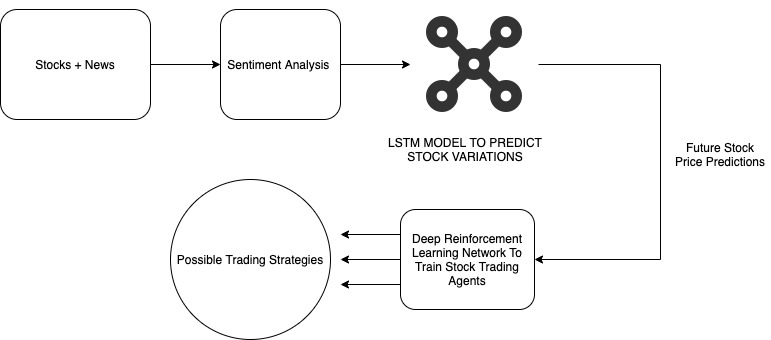 Stocks + News
Sentiment Analysis
LSTM MODEL TO PREDICT
STOCK VARIATIONS
Future Stock
Price Predictions
Deep Reinforcement
Learning Network To
Train Stock Trading
Agents
Possible Trading Strategies